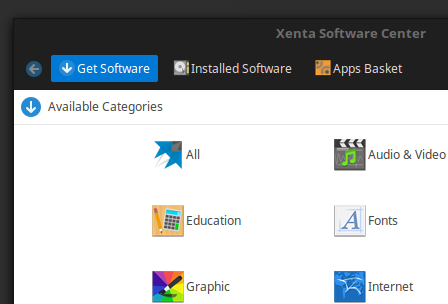 Xenta Software Center
Get Software Installed Software Apps Basket
Available Categories
All Audio & Video
Education Fonts
Graphic Internet